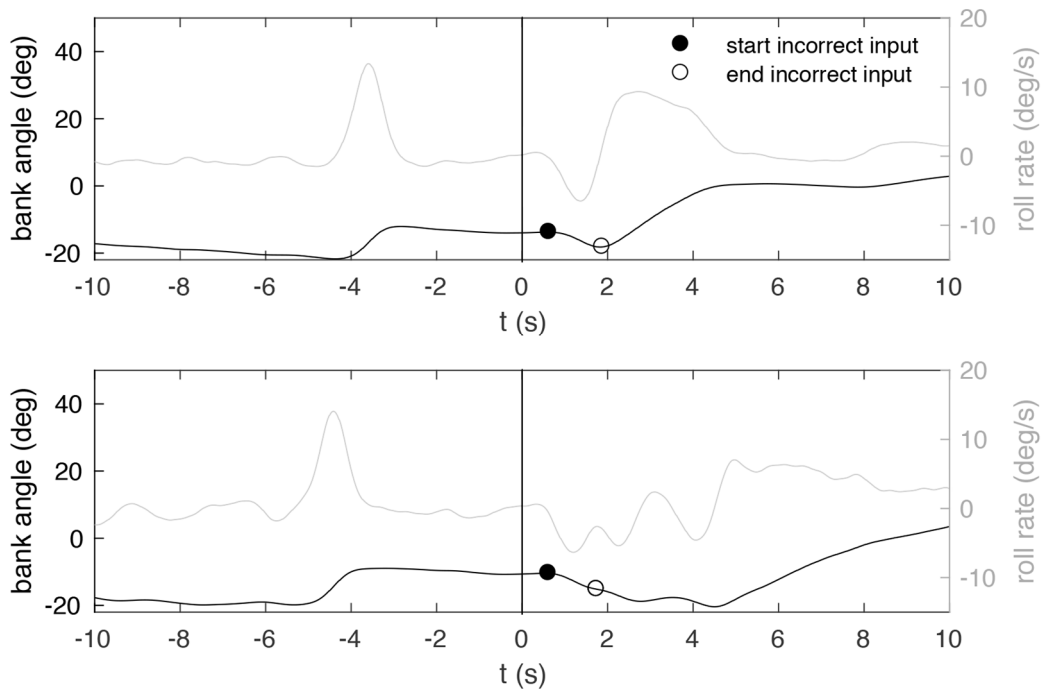 bank angle (deg)
40
20
0
-20
start incorrect input
end incorrect input
20
10
0
-10
roll rate (deg/s)
-10 -8 -6 -4 -2 0 2 4 6 8 10
t (s)
bank angle (deg)
40
20
0
-20
20
10
0
-10
roll rate (deg/s)
-10 -8 -6 -4 -2 0 2 4 6 8 10
t (s)